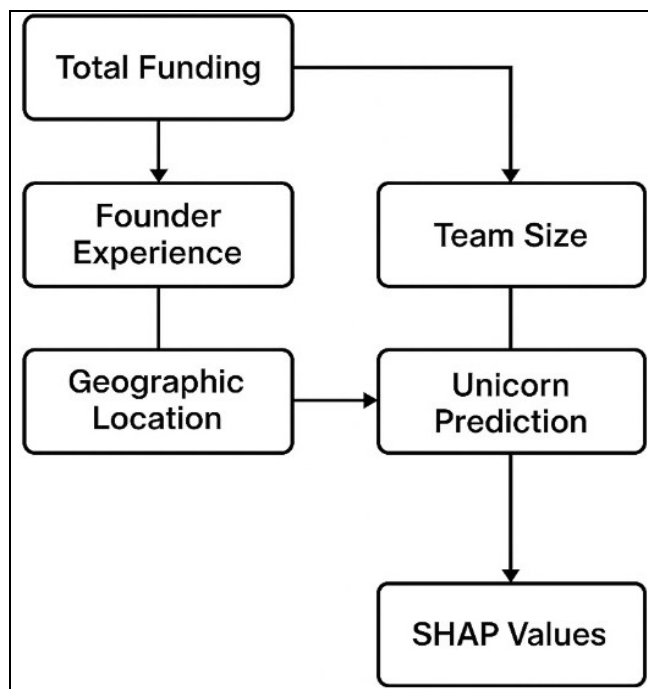 Total Funding
Founder
Experience
Team Size
Geographic
Location
Unicorn
Prediction
SHAP Values